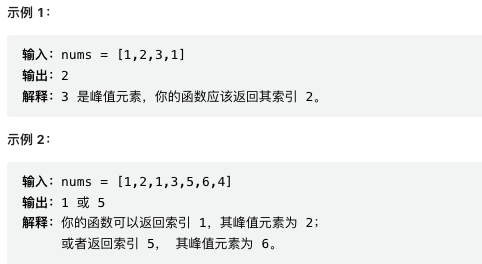 示例 1：
输入：nums = [1,2,3,1]
输出：2
解释：3 是峰值元素，你的函数应该返回其索引 2。
示例 2：
输入：nums = [1,2,1,3,5,6,4]
输出：1 或 5
解释：你的函数可以返回索引 1，其峰值元素为 2；
或者返回索引 5， 其峰值元素为 6。